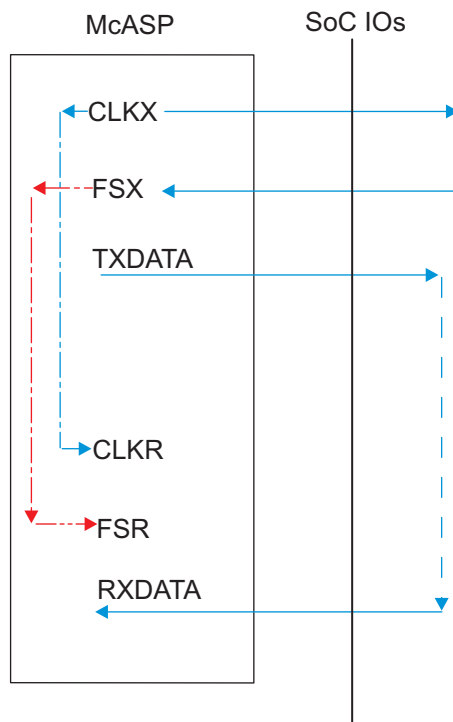 McASP
SoC IOs
CLKX
FSX
TXDATA
CLKR
FSR
RXDATA